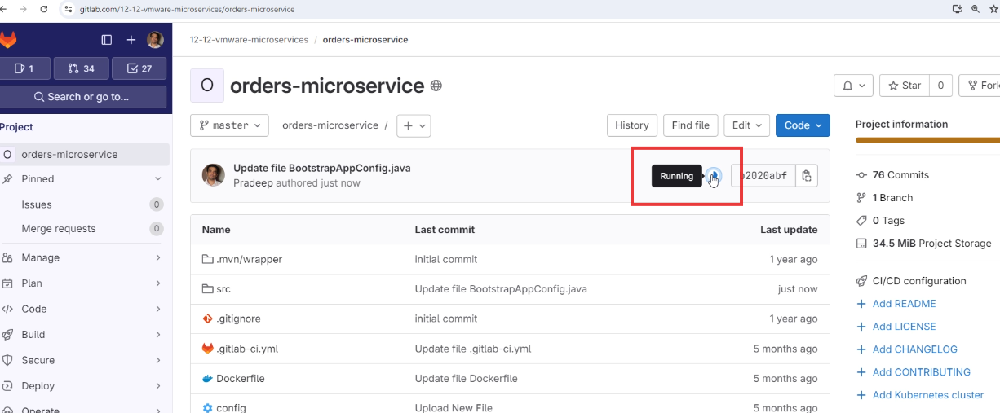 gitlab.com/12-12-vmware-microservices/orders-microservice
12-12-vmware-microservices / orders-microservice
1 34 27
Search or go to...
Project
O orders-microservice
Pinned
Issues 0
Merge requests 0
Manage
Plan
Code
Build
Secure
Deploy
Operate
O orders-microservice
Star 0 Fork
master orders-microservice / History Find file Edit Code
Update file BootstrapAppConfig.java
Pradeep authored just now
Running 2020abf
Name Last commit Last update
.mvn/wrapper initial commit 1 year ago
src Update file BootstrapAppConfig.java just now
.gitignore initial commit 1 year ago
.gitlab-ci.yml Update file .gitlab-ci.yml 5 months ago
Dockerfile Update file Dockerfile 5 months ago
config Upload New File 5 months ago
Project information
76 Commits
1 Branch
0 Tags
34.5 MiB Project Storage
CI/CD configuration
+ Add README
+ Add LICENSE
+ Add CHANGELOG
+ Add CONTRIBUTING
+ Add Kubernetes cluster